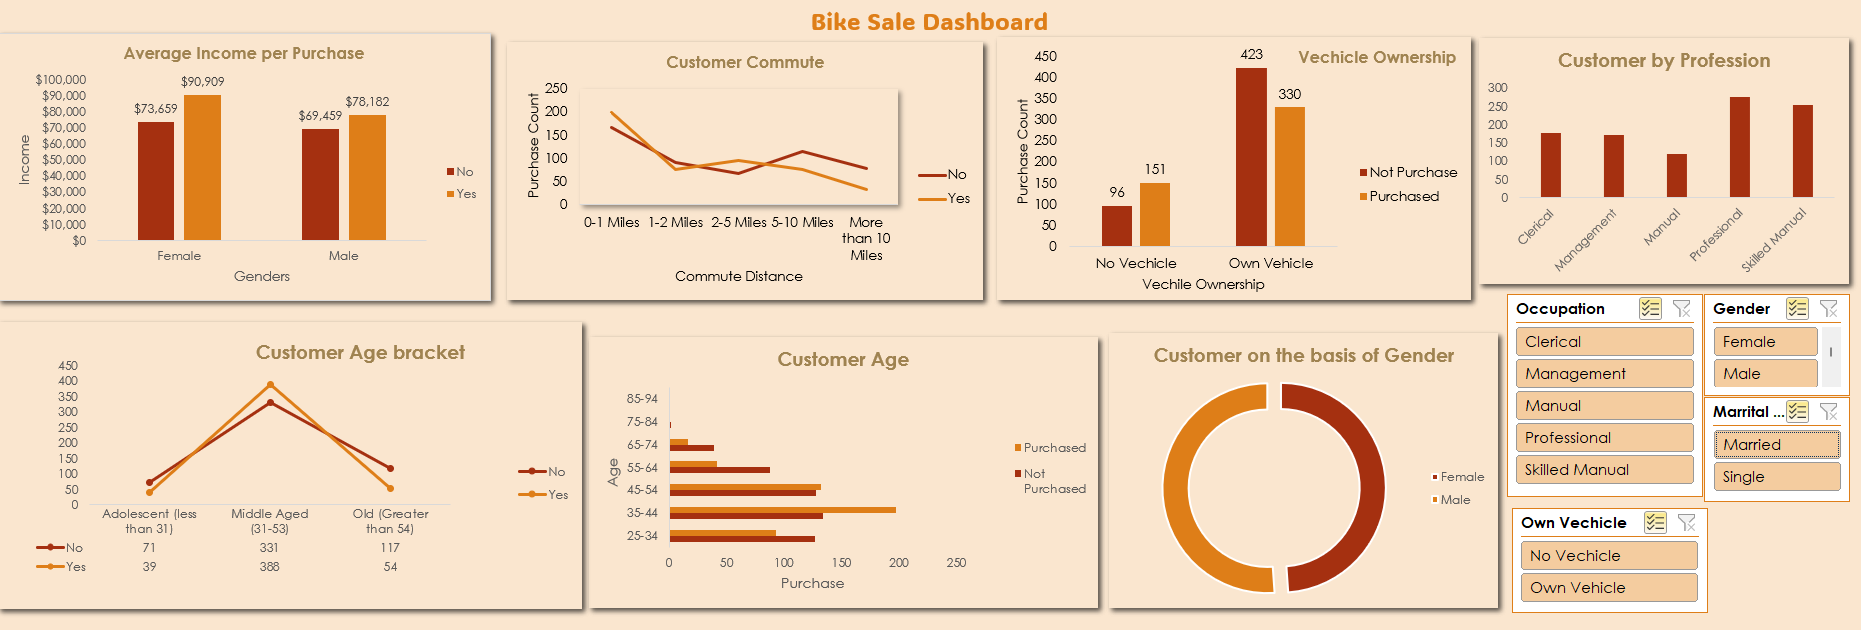 Bike Sale Dashboard
Average Income per Purchase
$100,000
$90,000
$80,000
$70,000
$60,000
$50,000
$40,000
$30,000
$20,000
$10,000
$0
Income
$73,659
$90,909
$69,459
$78,182
Female
Male
Genders
No
Yes
Customer Commute
250
200
150
100
50
0
Purchase Count
0-1 Miles
1-2 Miles
2-5 Miles
5-10 Miles
More
than 10
Miles
Commute Distance
No
Yes
Vechicle Ownership
450
400
350
300
250
200
150
100
50
0
Purchase Count
96
151
423
330
No Vechicle
Own Vehicle
Vechile Ownership
Not Purchase
Purchased
Customer by Profession
300
250
200
150
100
50
0
Clerical
Management
Manual
Professional
Skilled Manual
Customer Age bracket
450
400
350
300
250
200
150
100
50
0
Adolescent (less
than 31)
Middle Aged
(31-53)
Old (Greater
than 54)
No 71 331 117
Yes 39 388 54
No
Yes
Customer Age
85-94
75-84
65-74
55-64
45-54
35-44
25-34
Age
0 50 100 150 200 250
Purchase
Purchased
Not
Purchased
Customer on the basis of Gender
Female
Male
Occupation
Clerical
Management
Manual
Professional
Skilled Manual
Gender
Female
Male
Marrital ...
Married
Single
Own Vechicle
No Vechicle
Own Vehicle